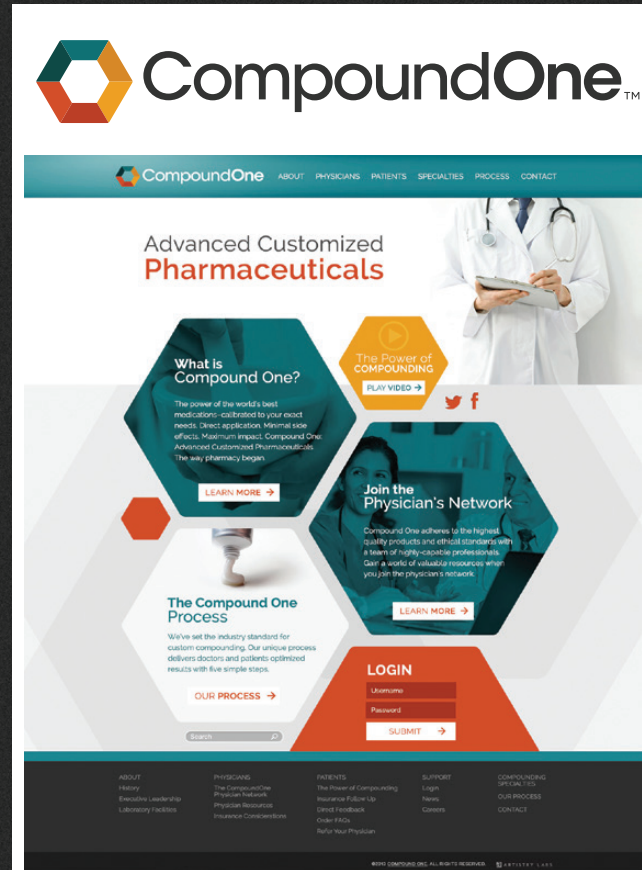 CompoundOne™
CompoundOne ABOUT PHYSICIANS PATIENTS SPECIALTIES PROCESS CONTACT
Advanced Customized
Pharmaceuticals
What is
Compound One?
The power of the world's best
medications–calibrated to your exact
needs. Direct application. Minimal side
effects. Maximum impact. Compound One:
Advanced Customized Pharmaceuticals.
The way pharmacy began.
LEARN MORE →
The Power of
COMPOUNDING
PLAY VIDEO →
Join the
Physician's Network
Compound One adheres to the highest
quality products and ethical standards with
a team of highly-capable professionals.
Gain a world of valuable resources when
you join the physician's network.
LEARN MORE →
The Compound One
Process
We've set the industry standard for
custom compounding. Our unique process
delivers doctors and patients optimized
results with five simple steps.
OUR PROCESS →
LOGIN
Username
Password
SUBMIT →
Search
ABOUT
History
Executive Leadership
Laboratory Facilities
PHYSICIANS
The CompoundOne
Physician Network
Physician Resources
Insurance Considerations
PATIENTS
The Power of Compounding
Insurance Follow Up
Direct Feedback
Order FAQs
Refer Your Physician
SUPPORT
Login
News
Careers
COMPOUNDING
SPECIALTIES
OUR PROCESS
CONTACT
COMPOUND ONE. ALL RIGHTS RESERVED. ARTISTRY LABS